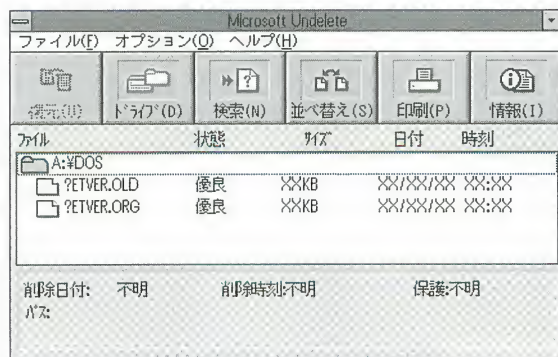 Microsoft Undelete
ファイル(F) オプション(O) ヘルプ(H)
復元(U) ドライブ(D) 検索(N) 並べ替え(S) 印刷(P) 情報(I)
ファイル 状態 サイズ 日付 時刻
A:¥DOS
?ETVER.OLD 優良 XXKB XX/XX/XX XX:XX
?ETVER.ORG 優良 XXKB XX/XX/XX XX:XX
削除日付: 不明 削除時刻:不明 保護:不明
パス: